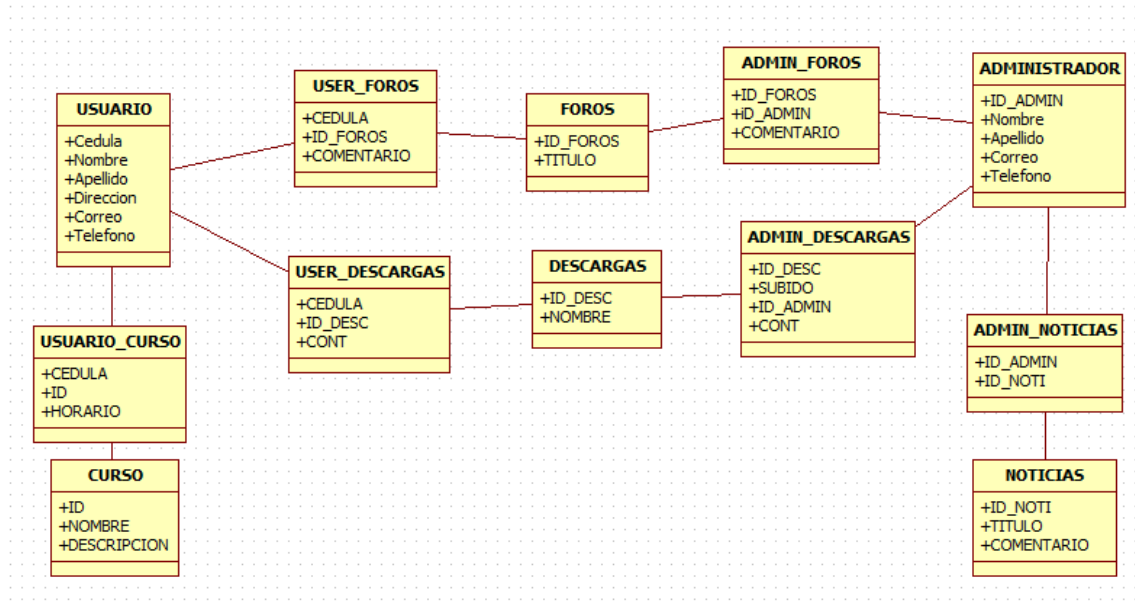 USUARIO
+Cedula
+Nombre
+Apellido
+Direccion
+Correo
+Telefono
USER_FOROS
+CEDULA
+ID_FOROS
+COMENTARIO
FOROS
+ID_FOROS
+TITULO
ADMIN_FOROS
+ID_FOROS
+iD_ADMIN
+COMENTARIO
ADMINISTRADOR
+ID_ADMIN
+Nombre
+Apellido
+Correo
+Telefono
USER_DESCARGAS
+CEDULA
+ID_DESC
+CONT
DESCARGAS
+ID_DESC
+NOMBRE
ADMIN_DESCARGAS
+ID_DESC
+SUBIDO
+ID_ADMIN
+CONT
USUARIO_CURSO
+CEDULA
+ID
+HORARIO
ADMIN_NOTICIAS
+ID_ADMIN
+ID_NOTI
CURSO
+ID
+NOMBRE
+DESCRIPCION
NOTICIAS
+ID_NOTI
+TITULO
+COMENTARIO